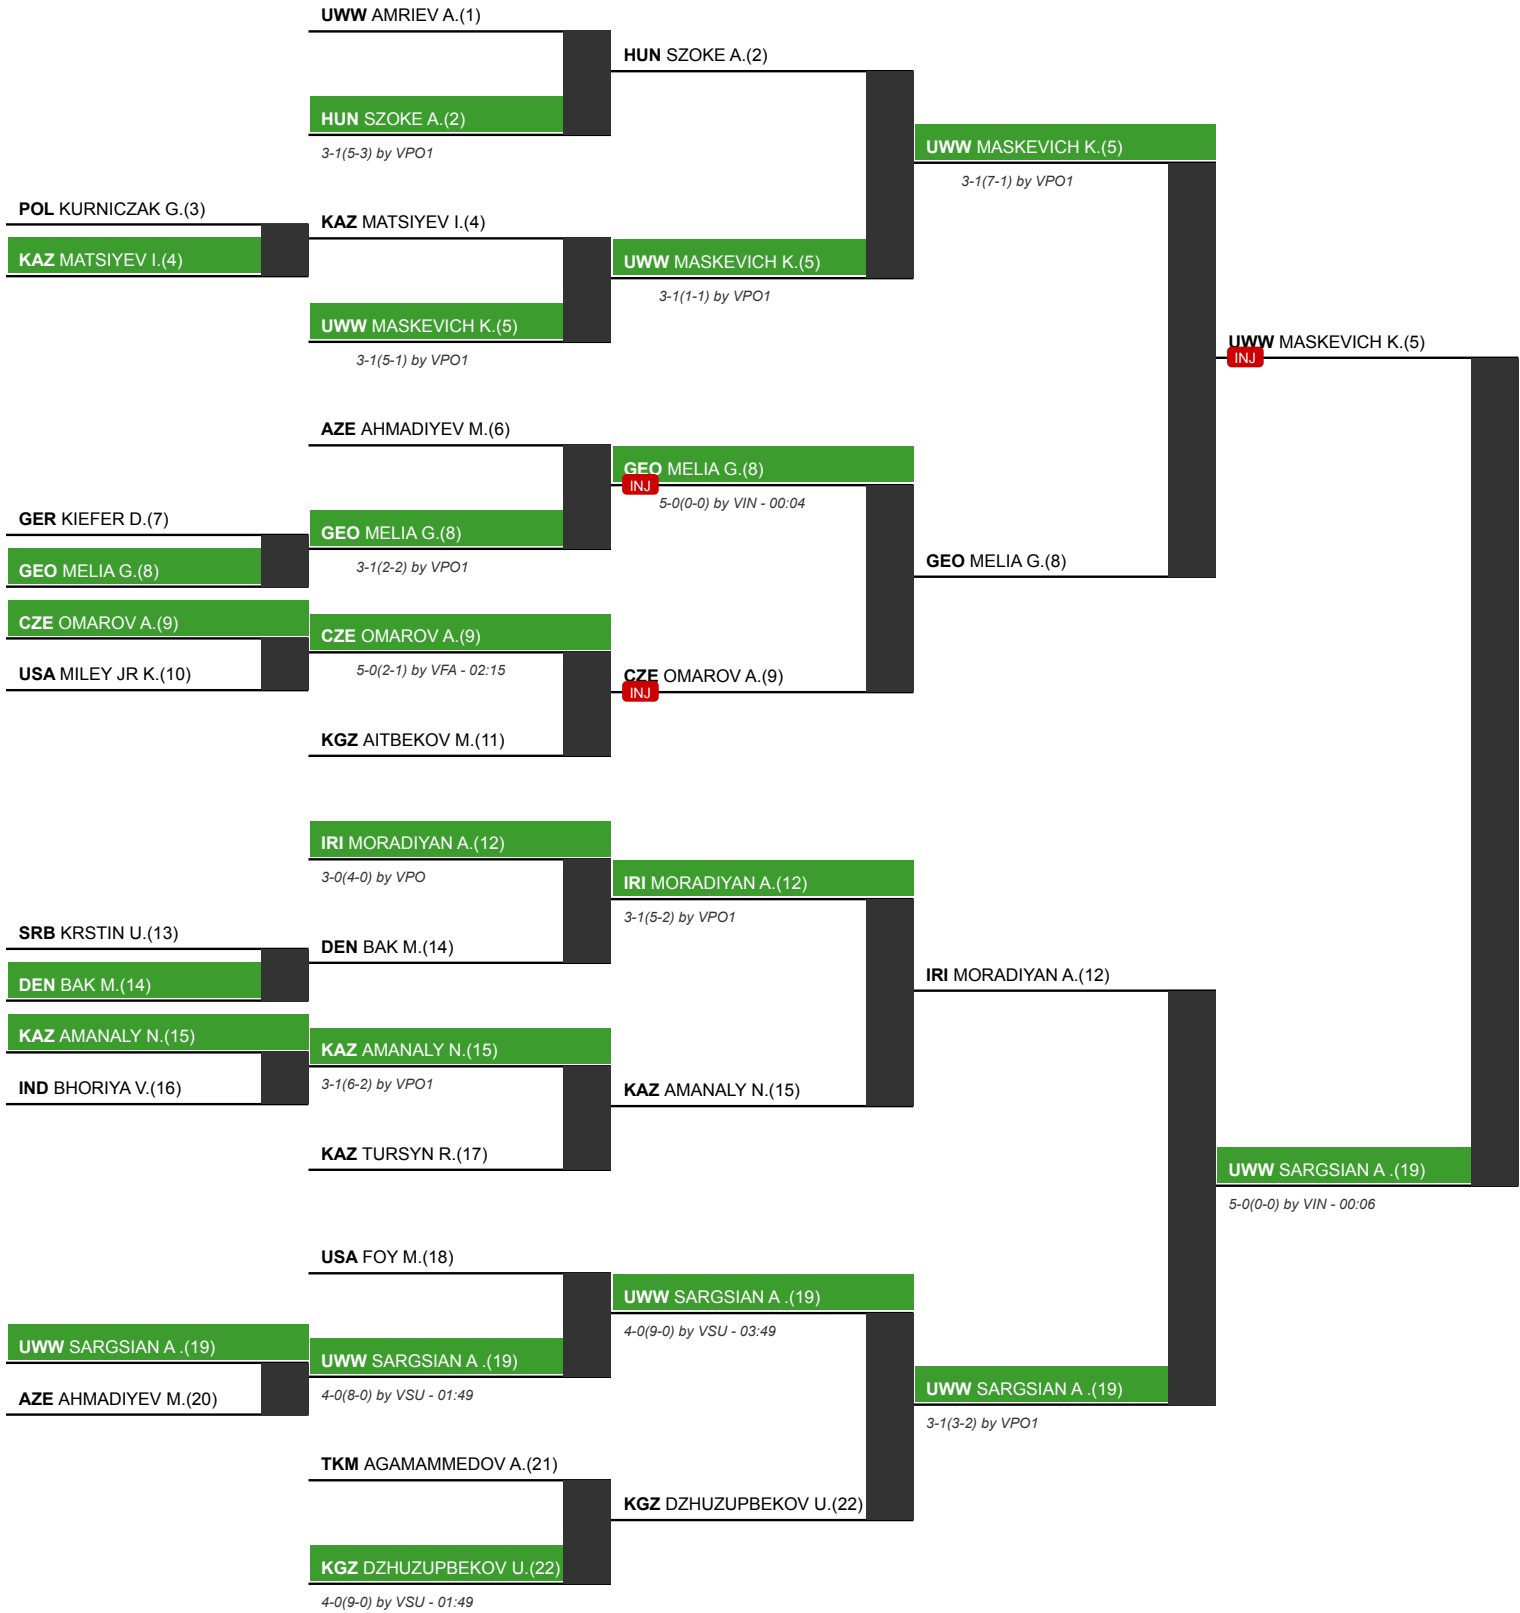 UWW AMRIEV A.(1)
HUN SZOKE A.(2)
HUN SZOKE A.(2)
3-1(5-3) by VPO1
UWW MASKEVICH K.(5)
3-1(7-1) by VPO1
POL KURNICZAK G.(3)
KAZ MATSIYEV I.(4)
KAZ MATSIYEV I.(4)
UWW MASKEVICH K.(5)
3-1(1-1) by VPO1
UWW MASKEVICH K.(5)
3-1(5-1) by VPO1
UWW MASKEVICH K.(5)
INJ
AZE AHMADIYEV M.(6)
GEO MELIA G.(8)
INJ
5-0(0-0) by VIN - 00:04
GER KIEFER D.(7)
GEO MELIA G.(8)
GEO MELIA G.(8)
3-1(2-2) by VPO1
GEO MELIA G.(8)
CZE OMAROV A.(9)
CZE OMAROV A.(9)
5-0(2-1) by VFA - 02:15
USA MILEY JR K.(10)
CZE OMAROV A.(9)
INJ
KGZ AITBEKOV M.(11)
IRI MORADIYAN A.(12)
3-0(4-0) by VPO
IRI MORADIYAN A.(12)
3-1(5-2) by VPO1
SRB KRSTIN U.(13)
DEN BAK M.(14)
DEN BAK M.(14)
IRI MORADIYAN A.(12)
KAZ AMANALY N.(15)
KAZ AMANALY N.(15)
3-1(6-2) by VPO1
IND BHORIYA V.(16)
KAZ AMANALY N.(15)
KAZ TURSYN R.(17)
UWW SARGSIAN A .(19)
5-0(0-0) by VIN - 00:06
USA FOY M.(18)
UWW SARGSIAN A .(19)
4-0(9-0) by VSU - 03:49
UWW SARGSIAN A .(19)
UWW SARGSIAN A .(19)
4-0(8-0) by VSU - 01:49
AZE AHMADIYEV M.(20)
UWW SARGSIAN A .(19)
3-1(3-2) by VPO1
TKM AGAMAMMEDOV A.(21)
KGZ DZHUZUPBEKOV U.(22)
KGZ DZHUZUPBEKOV U.(22)
4-0(9-0) by VSU - 01:49